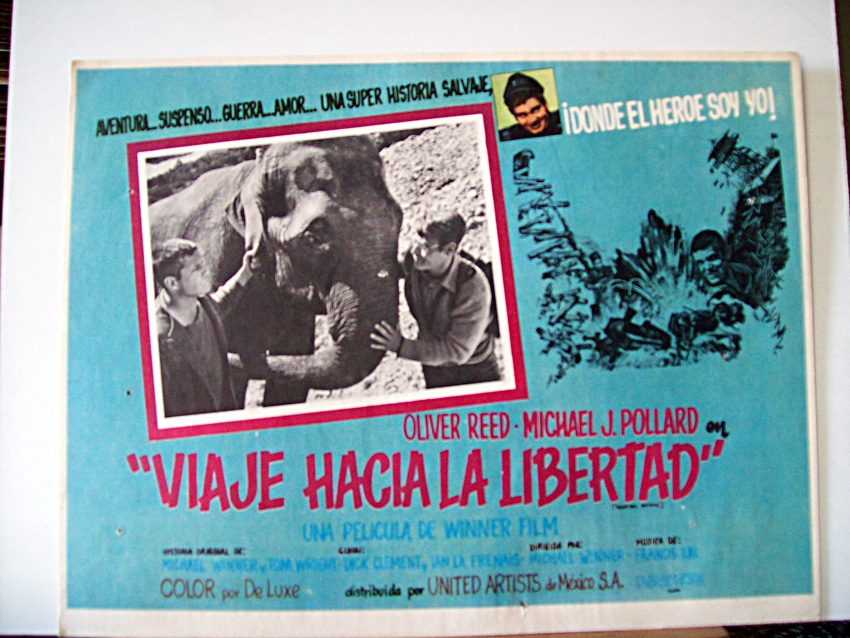 AVENTURA... SUSPENSO... GUERRA... AMOR... UNA SUPER HISTORIA SALVAJE,
¡DONDE EL HEROE SOY YO!
OLIVER REED · MICHAEL J. POLLARD en
"VIAJE HACIA LA LIBERTAD"
UNA PELICULA DE WINNER FILM
HISTORIA ORIGINAL DE: GUION: DIRIGIDA POR: MUSICA DE:
MICHAEL WINNER Y TOM WRIGHT · DICK CLEMENT, IAN LA FRENAIS · MICHAEL WINNER · FRANCIS LAI
COLOR por De Luxe distribuida por UNITED ARTISTS de México S.A.